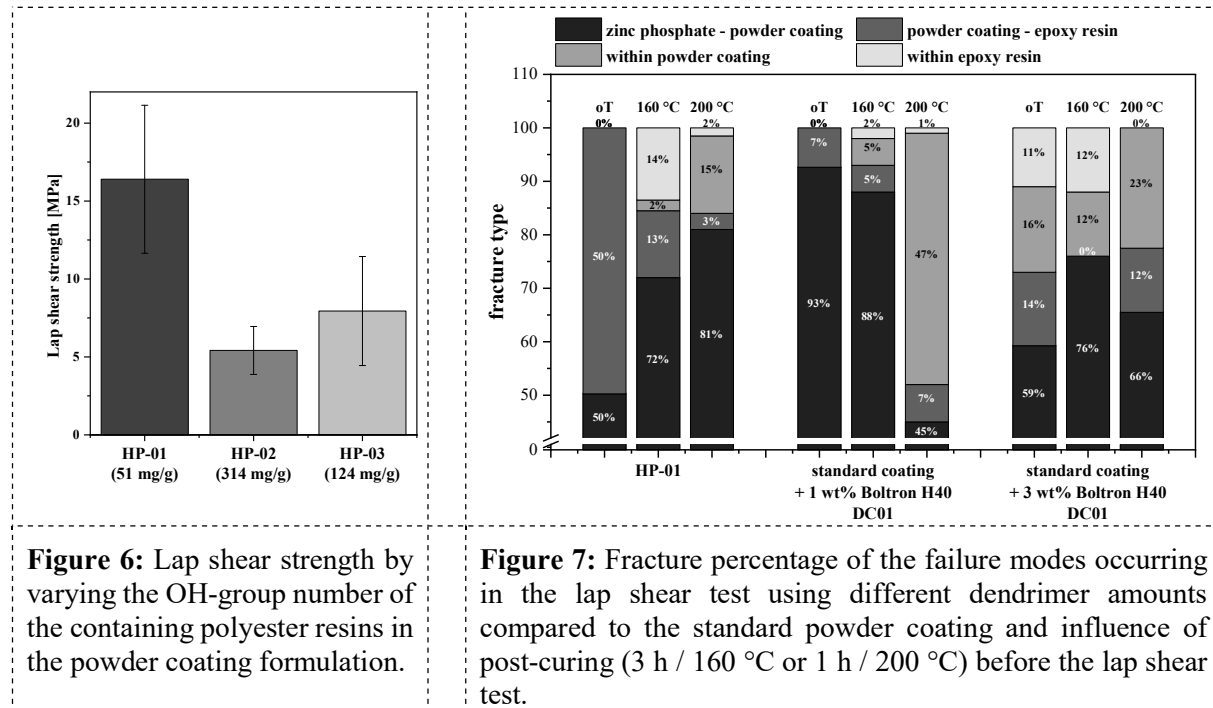 Lap shear strength [MPa]
20
15
10
5
0
HP-01
(51 mg/g)
HP-02
(314 mg/g)
HP-03
(124 mg/g)
Figure 6: Lap shear strength by
varying the OH-group number of
the containing polyester resins in
the powder coating formulation.
zinc phosphate - powder coating
powder coating - epoxy resin
within powder coating
within epoxy resin
fracture type
110
100
90
80
70
60
50
0
oT
0%
50%
50%
160 °C
14%
2%
13%
72%
200 °C
2%
15%
3%
81%
HP-01
oT
0%
7%
93%
160 °C
2%
5%
5%
88%
200 °C
1%
47%
7%
45%
standard coating
+ 1 wt% Boltron H40
DC01
oT
11%
16%
14%
59%
160 °C
12%
12%
0%
76%
200 °C
0%
23%
12%
66%
standard coating
+ 3 wt% Boltron H40
DC01
Figure 7: Fracture percentage of the failure modes occurring
in the lap shear test using different dendrimer amounts
compared to the standard powder coating and influence of
post-curing (3 h / 160 °C or 1 h / 200 °C) before the lap shear
test.